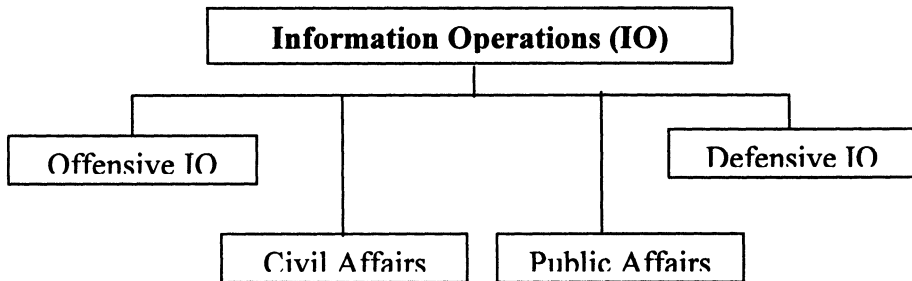 Information Operations (IO)
Offensive IO
Defensive IO
Civil Affairs
Public Affairs